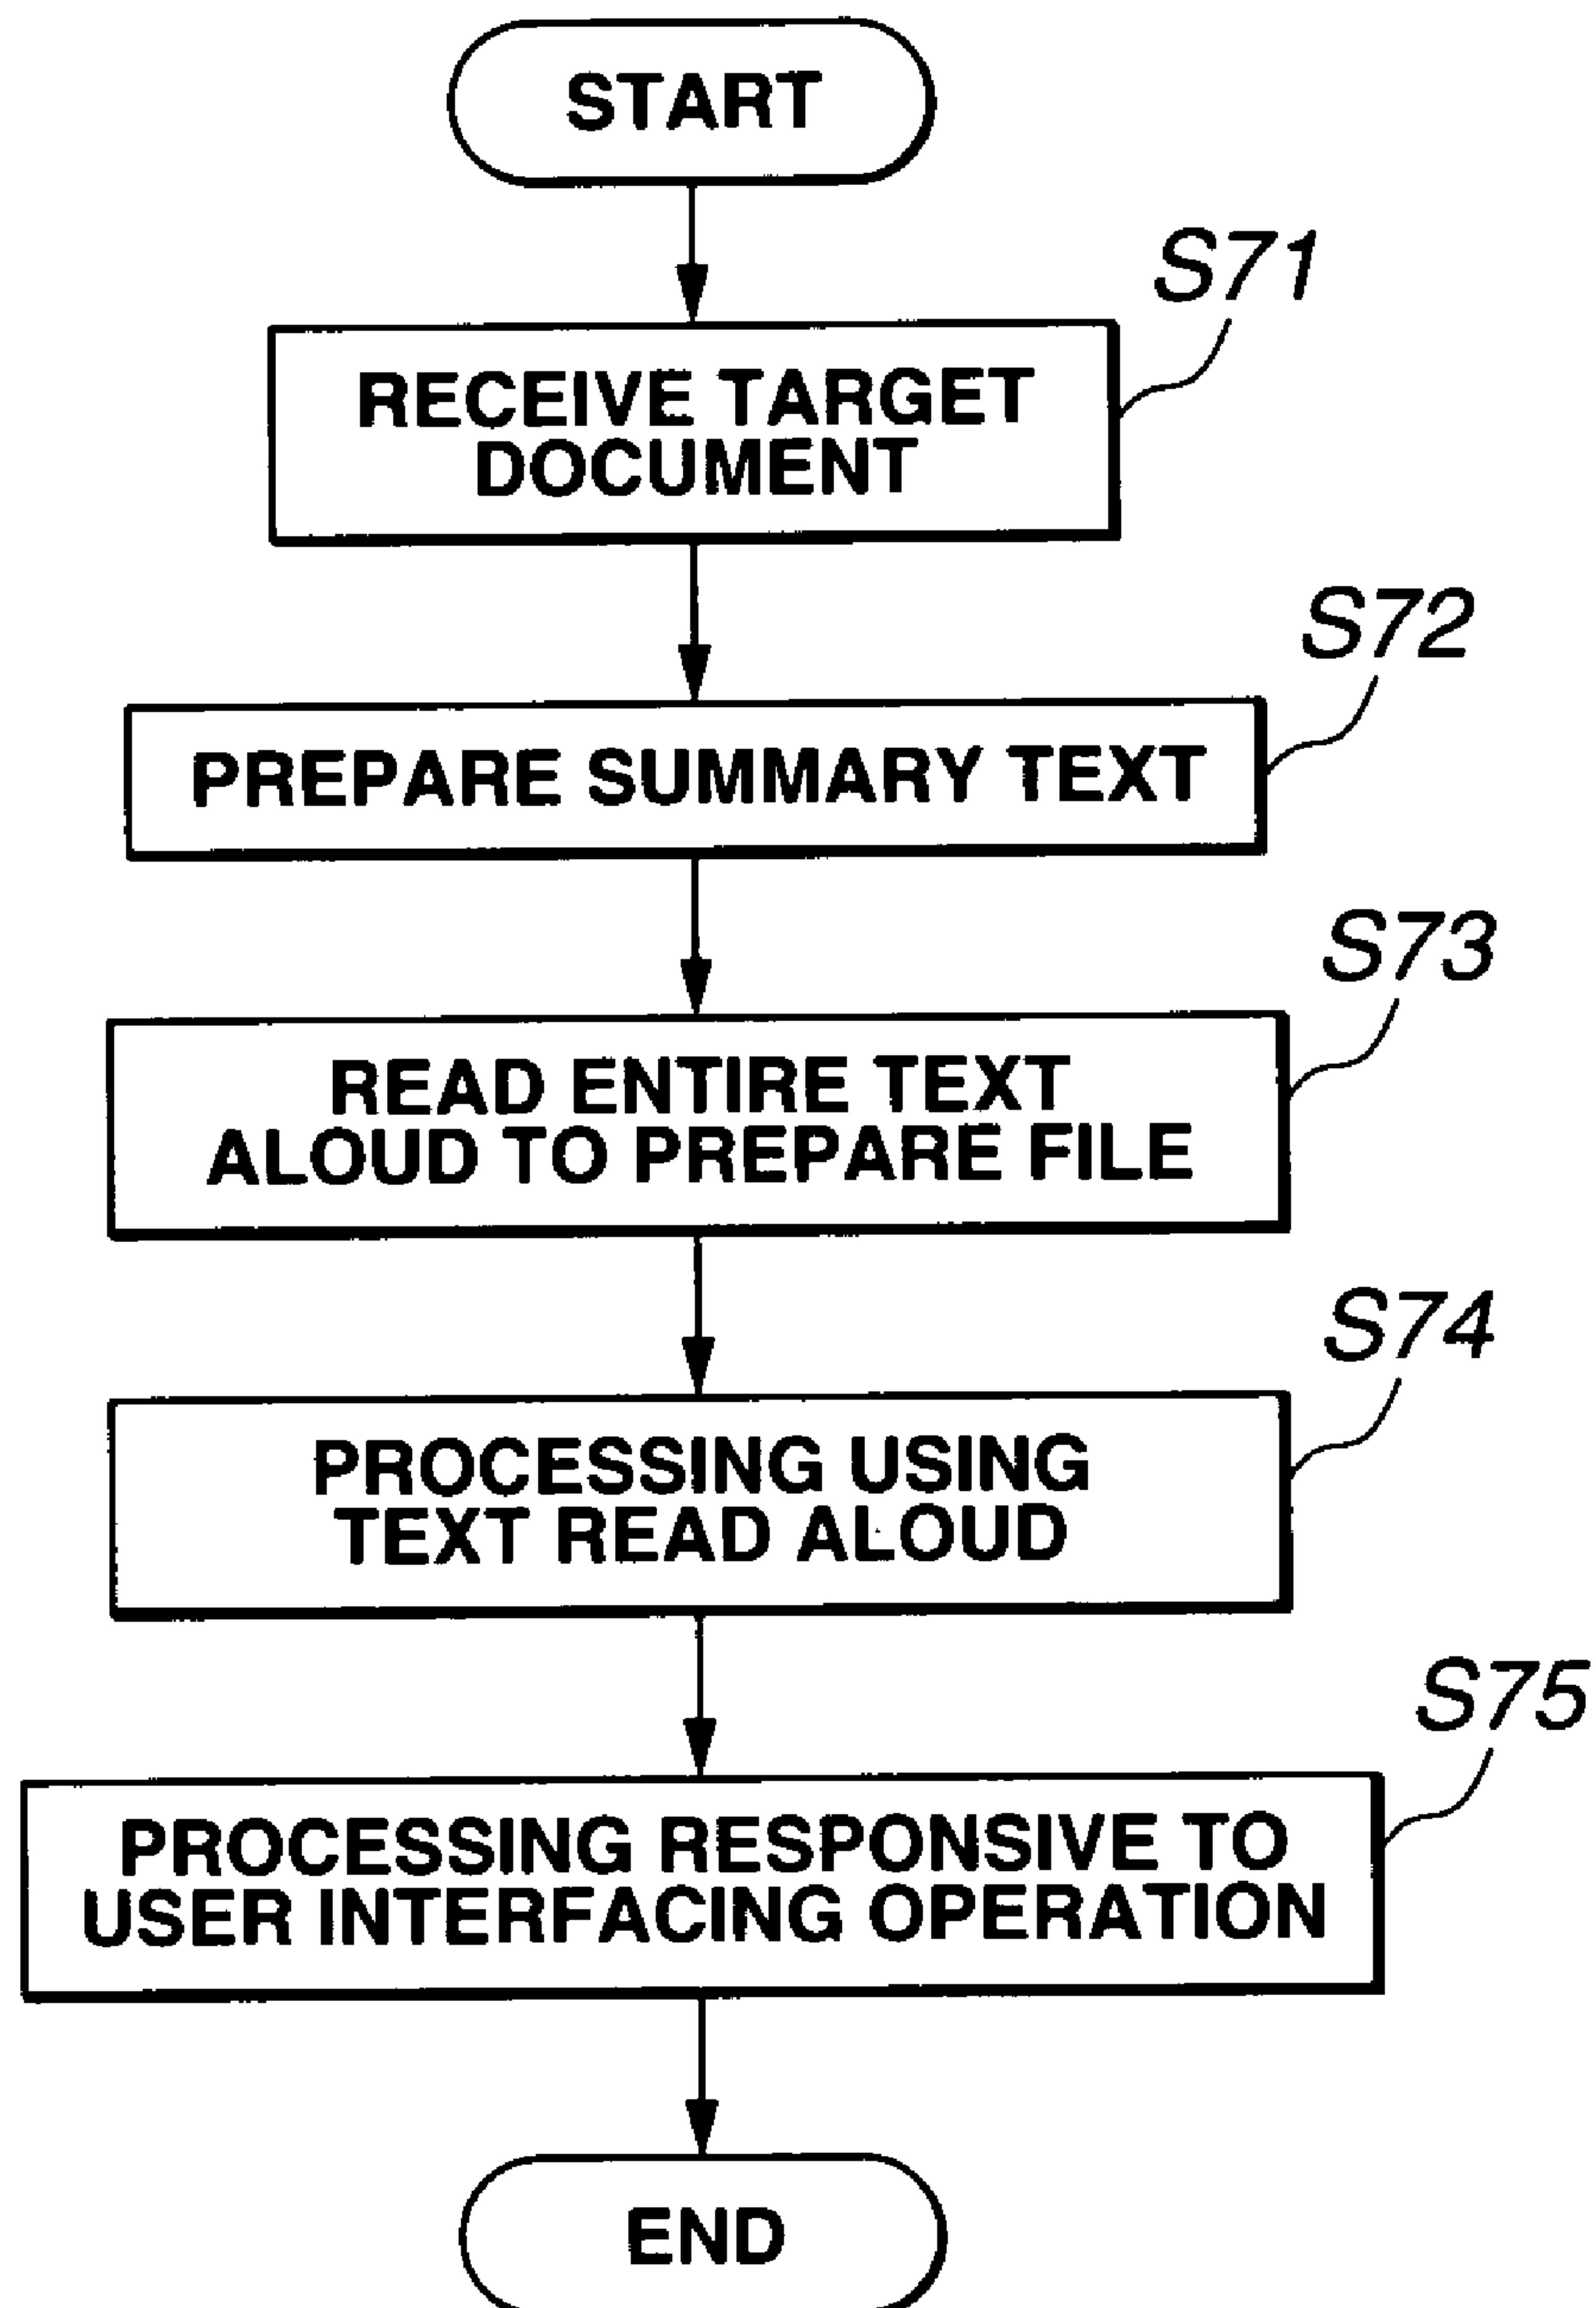 START
S71
RECEIVE TARGET
DOCUMENT
S72
PREPARE SUMMARY TEXT
S73
READ ENTIRE TEXT
ALOUD TO PREPARE FILE
S74
PROCESSING USING
TEXT READ ALOUD
S75
PROCESSING RESPONSIVE TO
USER INTERFACING OPERATION
END